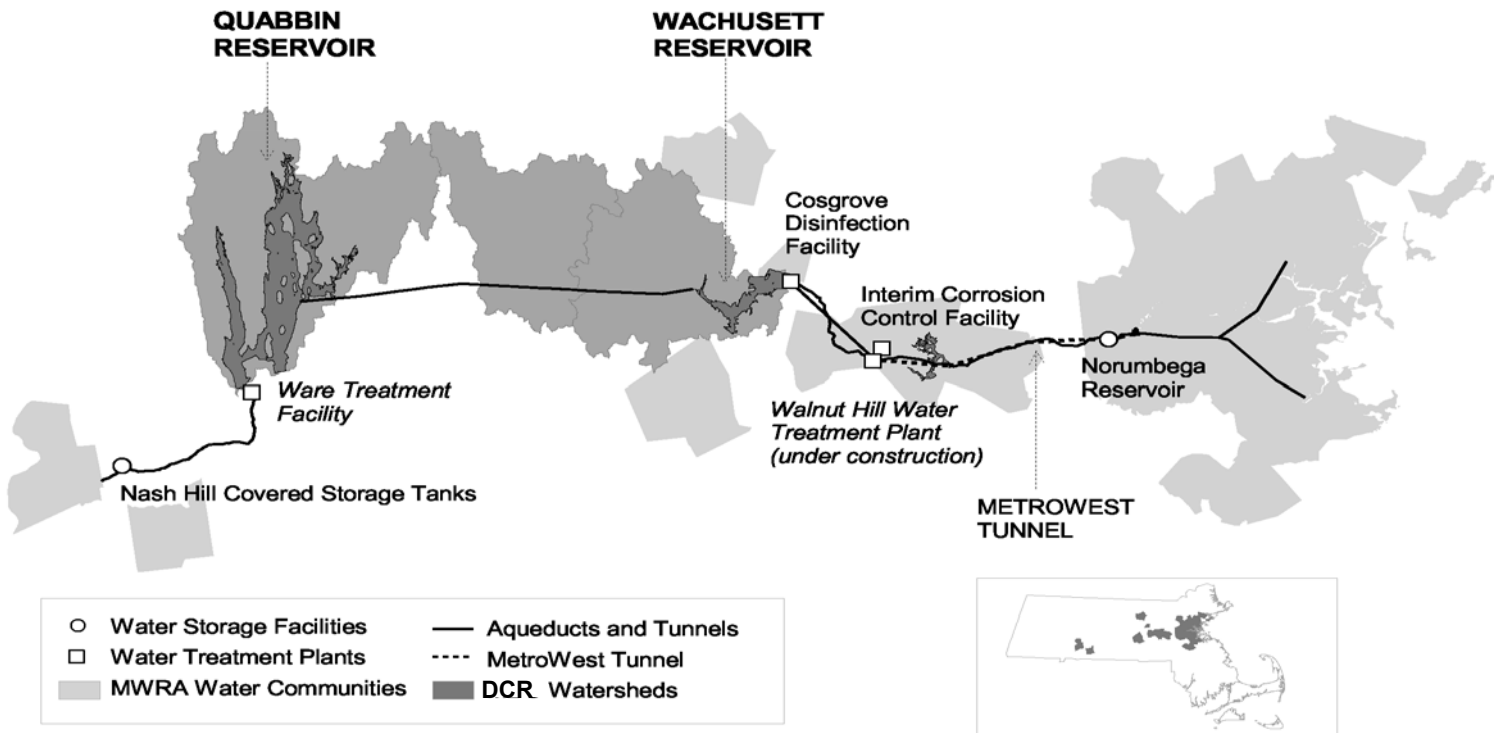 QUABBIN
RESERVOIR
WACHUSETT
RESERVOIR
Cosgrove
Disinfection
Facility
Interim Corrosion
Control Facility
Norumbega
Reservoir
Ware Treatment
Facility
Walnut Hill Water
Treatment Plant
(under construction)
Nash Hill Covered Storage Tanks
METROWEST
TUNNEL
Water Storage Facilities
Aqueducts and Tunnels
Water Treatment Plants
MetroWest Tunnel
MWRA Water Communities
DCR Watersheds